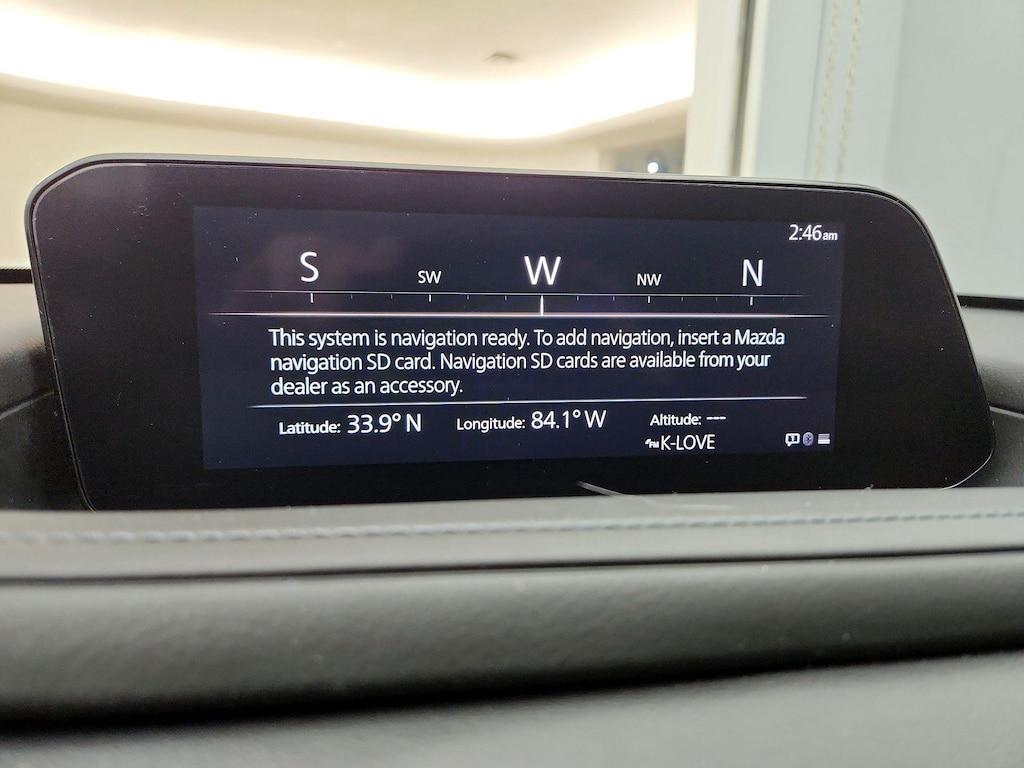 2:46am
S SW W NW N
This system is navigation ready. To add navigation, insert a Mazda
navigation SD card. Navigation SD cards are available from your
dealer as an accessory.
Latitude: 33.9° N Longitude: 84.1° W Altitude: ---
FM K-LOVE